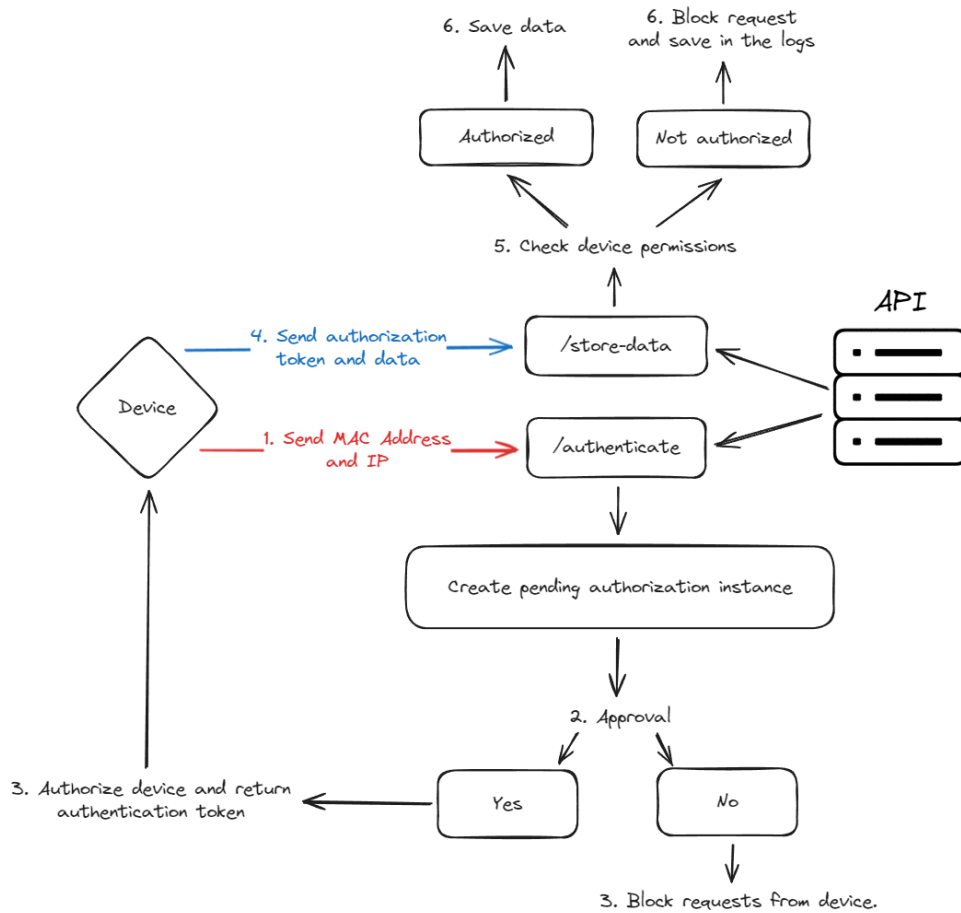 6. Save data
6. Block request
and save in the logs
Authorized
Not authorized
5. Check device permissions
API
4. Send authorization
token and data
/store-data
Device
1. Send MAC Address
and IP
/authenticate
Create pending authorization instance
2. Approval
3. Authorize device and return
authentication token
Yes
No
3. Block requests from device.